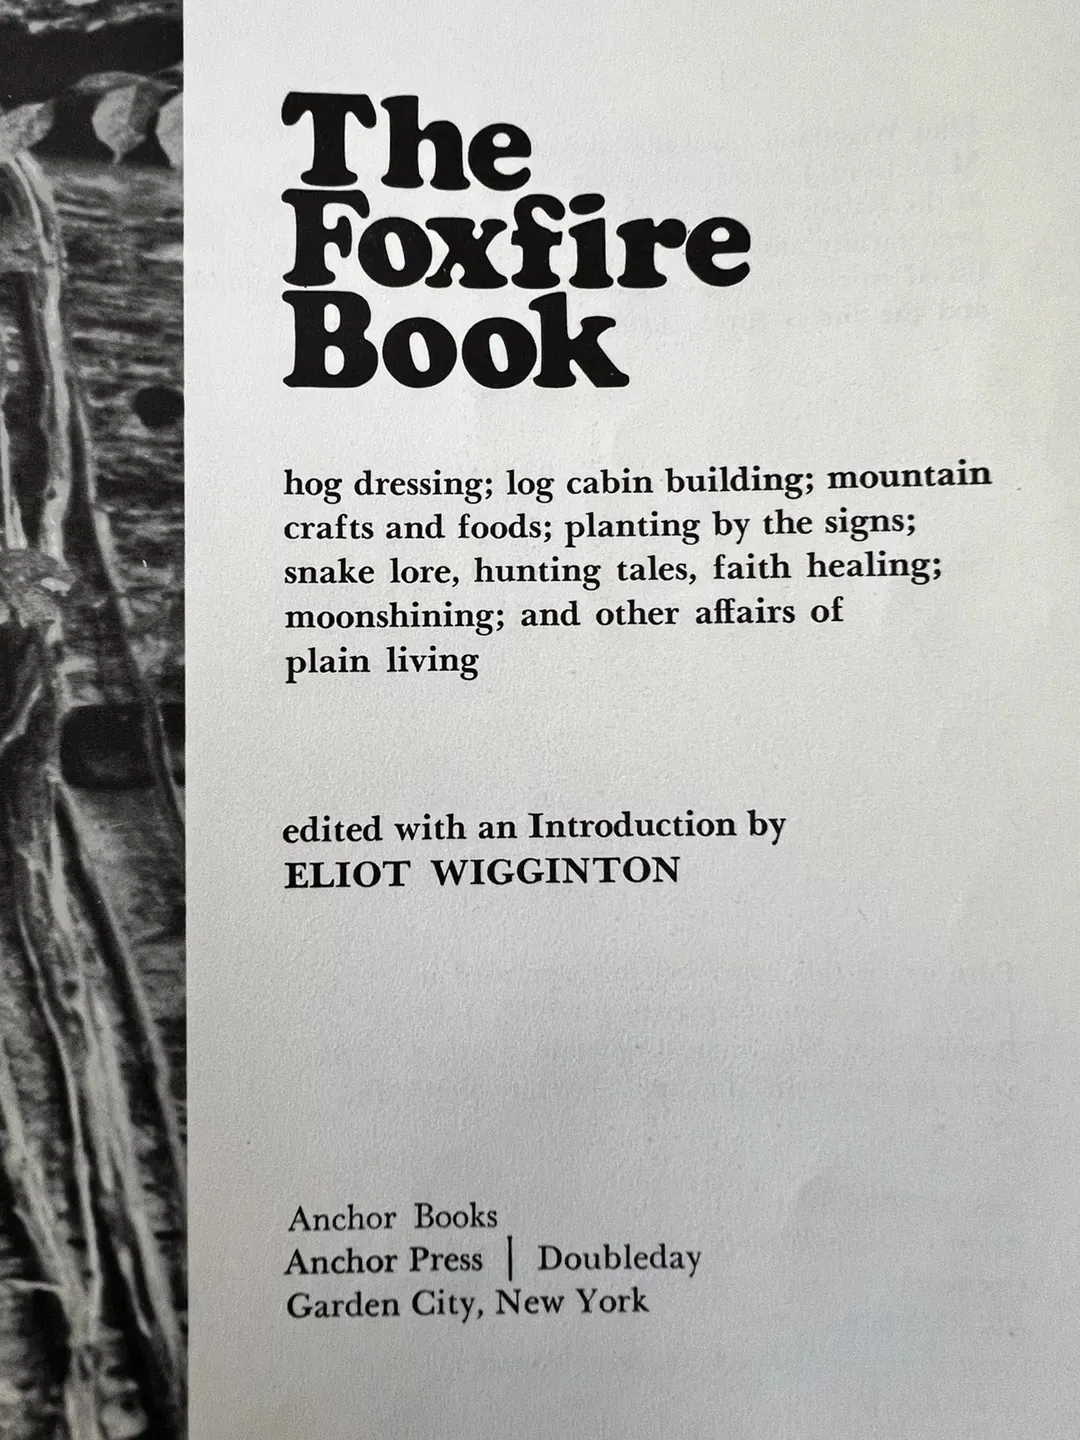 The
Foxfire
Book
hog dressing; log cabin building; mountain
crafts and foods; planting by the signs;
snake lore, hunting tales, faith healing;
moonshining; and other affairs of
plain living
edited with an Introduction by
ELIOT WIGGINTON
Anchor Books
Anchor Press | Doubleday
Garden City, New York